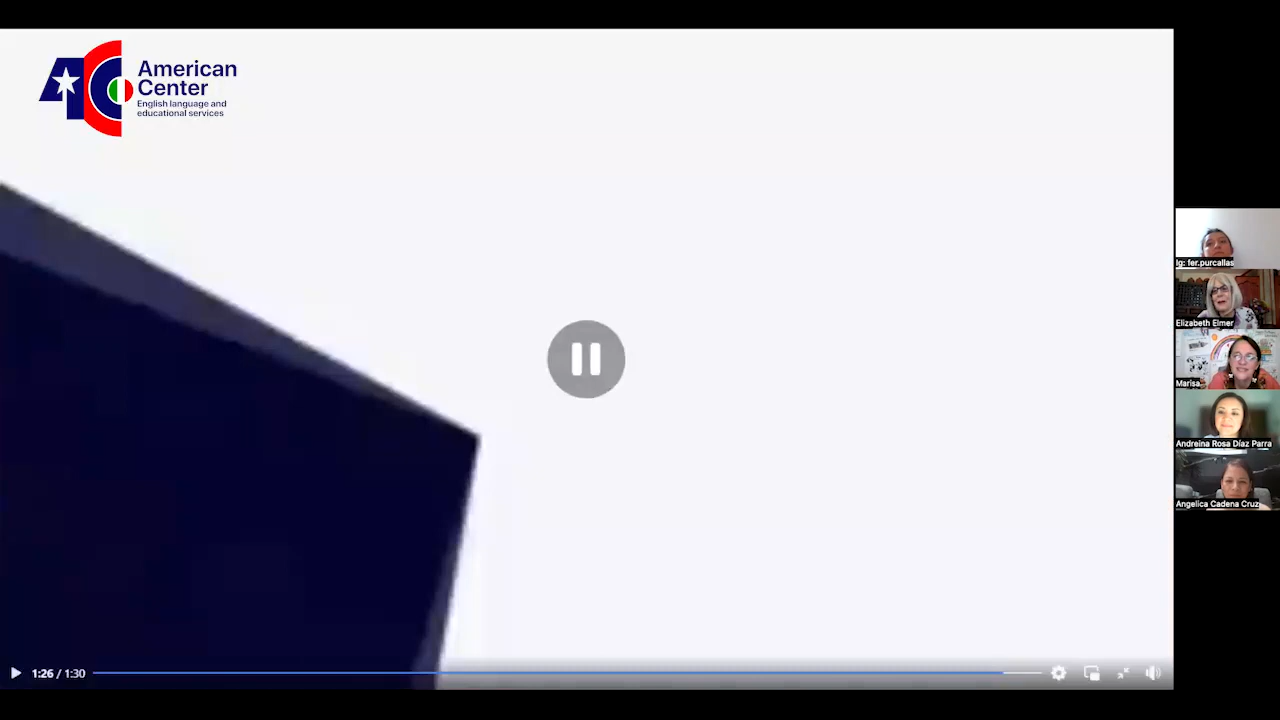 American
Center
English language and
educational services
Ig: fer.purcallas
Elizabeth Elmer
Marisa
Andreina Rosa Díaz Parra
Angelica Cadena Cruz
1:26 / 1:30